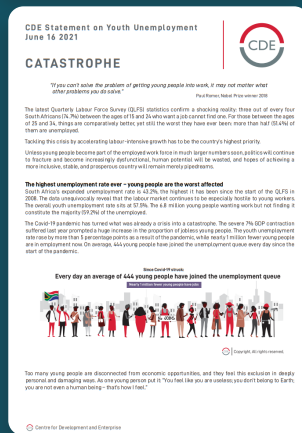 CDE Statement on Youth Unemployment
June 16 2021
CDE
CATASTROPHE
"If you can't solve the problem of getting young people into work, it may not matter what
other problems you do solve."
Paul Romer, Nobel Prize winner 2018
The latest Quarterly Labour Force Survey (QLFS) statistics confirm a shocking reality: three out of every four
South Africans (74.7%) between the ages of 15 and 24 who want a job cannot find one. For those between the ages
of 25 and 34, things are comparatively better, yet still the worst they have ever been: more than half (51.4%) of
them are unemployed.
Tackling this crisis by accelerating labour-intensive growth has to be the country's highest priority.
Unless young people become part of the employed work force in much larger numbers soon, politics will continue
to fracture and become increasingly dysfunctional, human potential will be wasted, and hopes of achieving a
more inclusive, stable, and prosperous country will remain merely pipedreams.
The highest unemployment rate ever – young people are the worst affected
South Africa's expanded unemployment rate is 43.2%, the highest it has been since the start of the QLFS in
2008. The data unequivocally reveal that the labour market continues to be especially hostile to young workers.
The overall youth unemployment rate sits at 57.5%. The 6.8 million young people wanting work but not finding it
constitute the majority (59.2%) of the unemployed.
The Covid-19 pandemic has turned what was already a crisis into a catastrophe. The severe 7% GDP contraction
suffered last year prompted a huge increase in the proportion of jobless young people. The youth unemployment
rate rose by more than 5 percentage points as a result of the pandemic, while nearly 1 million fewer young people
are in employment now. On average, 444 young people have joined the unemployment queue every day since the
start of the pandemic.
Since Covid-19 struck:
Every day an average of 444 young people have joined the unemployment queue
Nearly 1 million fewer young people have jobs
Copyright. All rights reserved.
Too many young people are disconnected from economic opportunities, and they feel this exclusion in deeply
personal and damaging ways. As one young person put it "You feel like you are useless; you don't belong to Earth;
you are not even a human being – that's how I feel."
Centre for Development and Enterprise